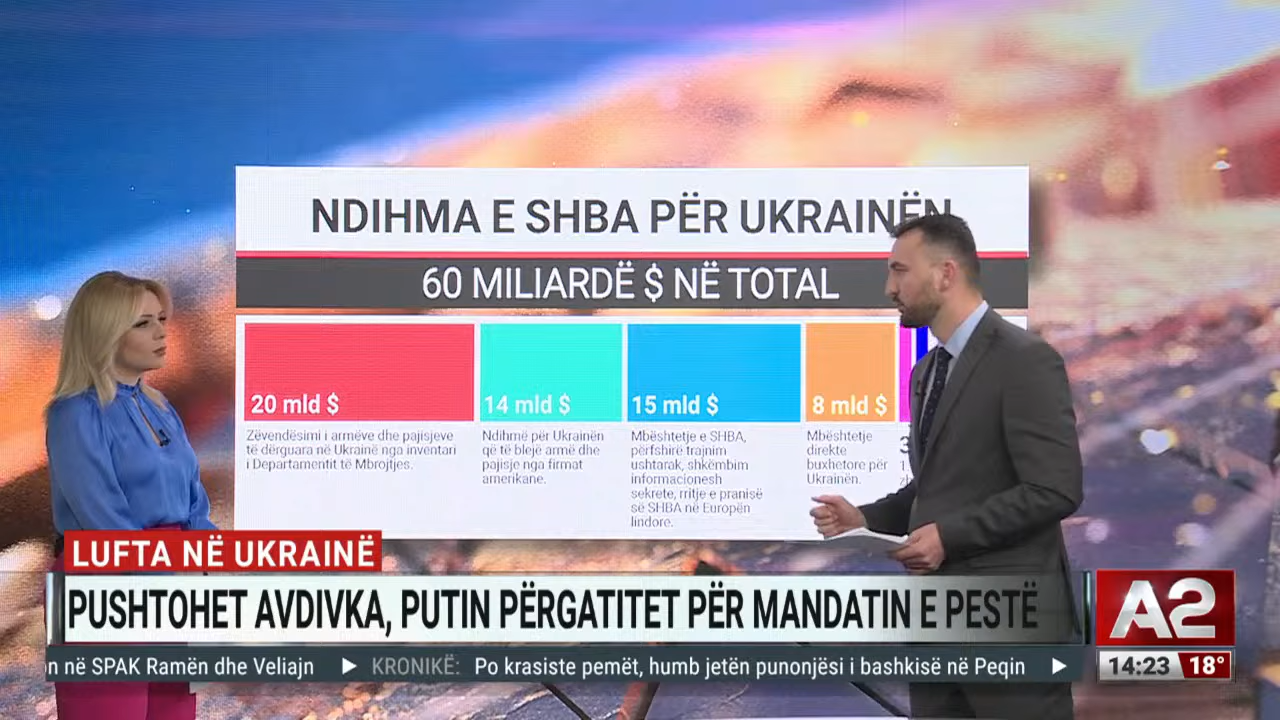 NDIHMA E SHBA PËR UKRAINËN
60 MILIARDË $ NË TOTAL
20 mld $
Zëvendësimi i armëve dhe pajisjeve
të dërguara në Ukrainë nga inventari
i Departamentit të Mbrojtjes.
14 mld $
Ndihmë për Ukrainën
që të blejë armë dhe
pajisje nga firmat
amerikane.
15 mld $
Mbështetje e SHBA,
përfshirë trajnim
ushtarak, shkëmbim
informacionesh
sekrete, rritje e pranisë
së SHBA në Europën
lindore.
8 mld $
Mbështetje
direkte
buxhetore për
Ukrainën.
LUFTA NË UKRAINË
PUSHTOHET AVDIVKA, PUTIN PËRGATITET PËR MANDATIN E PESTË
në SPAK Ramën dhe Veliajn ▶ KRONIKË: Po krasiste pemët, humb jetën punonjësi i bashkisë në Peqin ▶
A2
14:23 18°